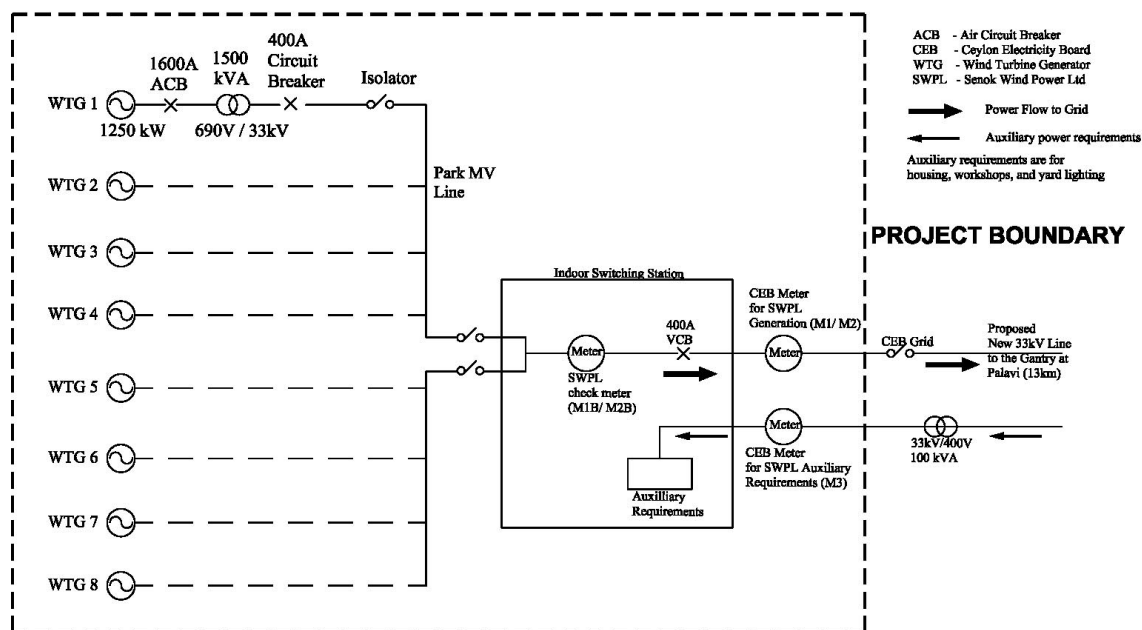 ACB - Air Circuit Breaker
CEB - Ceylon Electricity Board
WTG - Wind Turbine Generator
SWPL - Senok Wind Power Ltd
Power Flow to Grid
Auxiliary power requirements
Auxiliary requirements are for
housing, workshops, and yard lighting
PROJECT BOUNDARY
WTG 1
1250 kW
1600A
ACB
1500
kVA
690V / 33kV
400A
Circuit
Breaker
Isolator
Park MV
Line
WTG 2
WTG 3
WTG 4
WTG 5
WTG 6
WTG 7
WTG 8
Indoor Switching Station
Meter
SWPL
check meter
(M1B/ M2B)
400A
VCB
CEB Meter
for SWPL
Generation (M1/ M2)
Meter
CEB Grid
Proposed
New 33kV Line
to the Gantry at
Palavi (13km)
Meter
CEB Meter
for SWPL Auxiliary
Requirements (M3)
33kV/400V
100 kVA
Auxilliary
Requirements